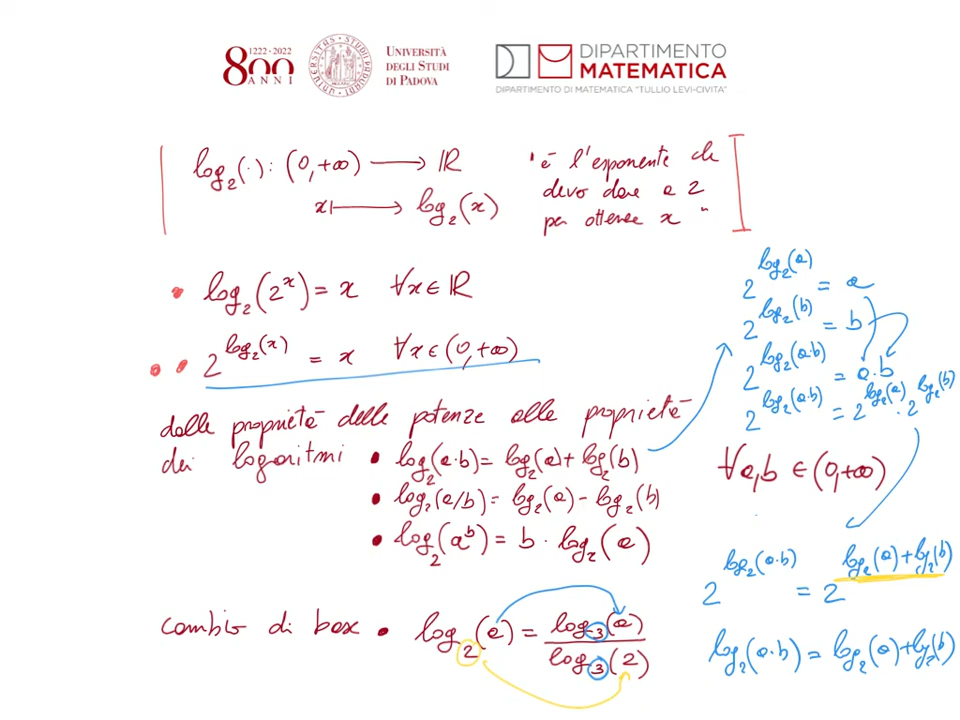 1222·2022
800
ANNI
UNIVERSITÀ
DEGLI STUDI
DI PADOVA
DIPARTIMENTO
MATEMATICA
DIPARTIMENTO DI MATEMATICA "TULLIO LEVI-CIVITA"
log₂(·): (0,+∞) ⟶ ℝ
x ⟼ log₂(x)
"è l'esponente che
devo dare a 2
per ottenere x"
• log₂(2^x) = x ∀x∈ℝ
• • 2^(log₂(x)) = x ∀x∈(0,+∞)
dalle proprietà delle potenze alle proprietà
dei logaritmi • log₂(a·b) = log₂(a) + log₂(b)
• log₂(a/b) = log₂(a) - log₂(b)
• log₂(a^b) = b · log₂(a)
cambio di base • log₂(a) = log₃(a) / log₃(2)
2^(log₂(a)) = a
2^(log₂(b)) = b
2^(log₂(a·b)) = a·b
2^(log₂(a·b)) = 2^(log₂(a)) · 2^(log₂(b))
∀a,b ∈ (0,+∞)
2^(log₂(a·b)) = 2^(log₂(a)+log₂(b))
log₂(a·b) = log₂(a)+log₂(b)